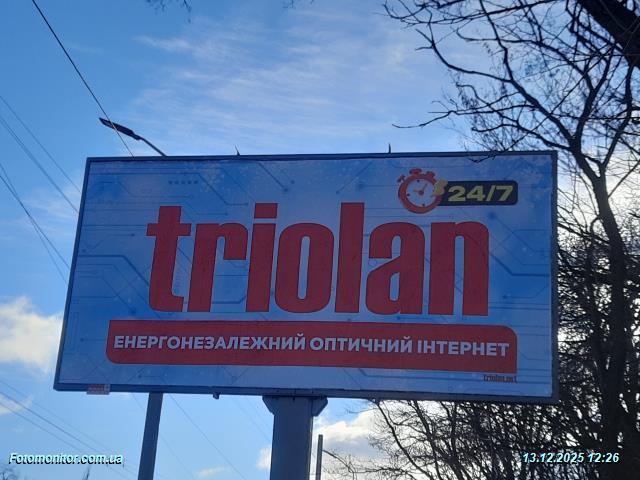 24/7
triolan
ЕНЕРГОНЕЗАЛЕЖНИЙ ОПТИЧНИЙ ІНТЕРНЕТ
triolan.net
Fotomonitor.com.ua
13.12.2025 12:26